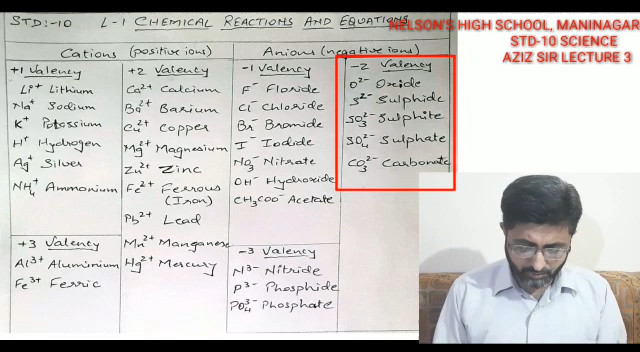 STD:-10 L-1 CHEMICAL REACTIONS AND EQUATIONS
NELSON'S HIGH SCHOOL, MANINAGAR
STD-10 SCIENCE
AZIZ SIR LECTURE 3
Cations (positive ions)
Anions (negative ions)
+1 Valency
Li⁺ Lithium
Na⁺ Sodium
K⁺ Potassium
H⁺ Hydrogen
Ag⁺ Silver
NH₄⁺ Ammonium
+3 Valency
Al³⁺ Aluminium
Fe³⁺ Ferric
+2 Valency
Ca²⁺ Calcium
Ba²⁺ Barium
Cu²⁺ Copper
Mg²⁺ Magnesium
Zn²⁺ Zinc
Fe²⁺ Ferrous
(Iron)
Pb²⁺ Lead
Mn²⁺ Manganese
Hg²⁺ Mercury
-1 Valency
F⁻ Floride
Cl⁻ Chloride
Br⁻ Bromide
I⁻ Iodide
NO₃⁻ Nitrate
OH⁻ Hydroxide
CH₃COO⁻ Acetate
-3 Valency
N³⁻ Nitride
P³⁻ Phosphide
PO₄³⁻ Phosphate
-2 Valency
O²⁻ Oxide
S²⁻ Sulphide
SO₃²⁻ Sulphite
SO₄²⁻ Sulphate
CO₃²⁻ Carbonate